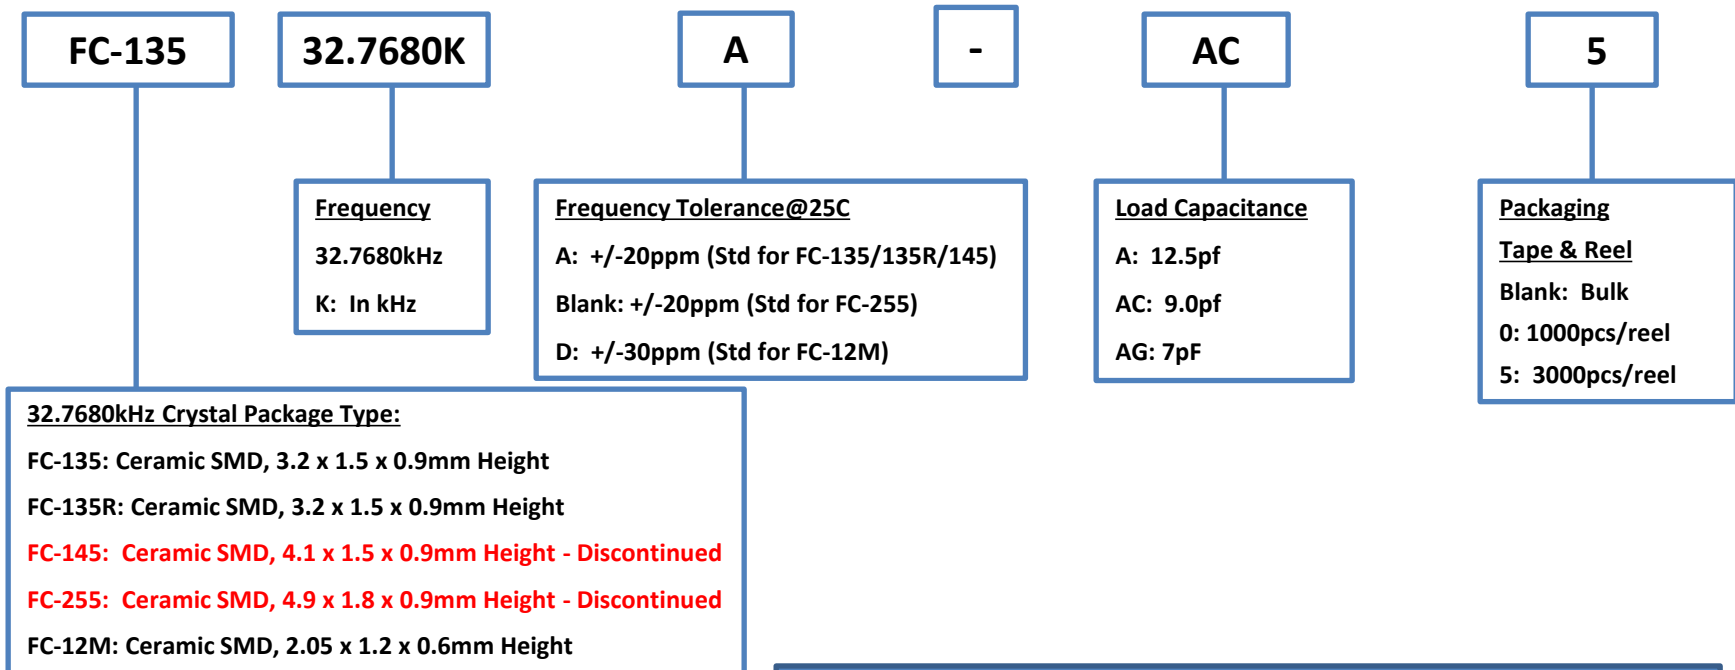 FC-135 32.7680K A - AC 5
Frequency
32.7680kHz
K: In kHz
Frequency Tolerance@25C
A: +/-20ppm (Std for FC-135/135R/145)
Blank: +/-20ppm (Std for FC-255)
D: +/-30ppm (Std for FC-12M)
Load Capacitance
A: 12.5pf
AC: 9.0pf
AG: 7pF
Packaging
Tape & Reel
Blank: Bulk
0: 1000pcs/reel
5: 3000pcs/reel
32.7680kHz Crystal Package Type:
FC-135: Ceramic SMD, 3.2 x 1.5 x 0.9mm Height
FC-135R: Ceramic SMD, 3.2 x 1.5 x 0.9mm Height
FC-145: Ceramic SMD, 4.1 x 1.5 x 0.9mm Height - Discontinued
FC-255: Ceramic SMD, 4.9 x 1.8 x 0.9mm Height - Discontinued
FC-12M: Ceramic SMD, 2.05 x 1.2 x 0.6mm Height